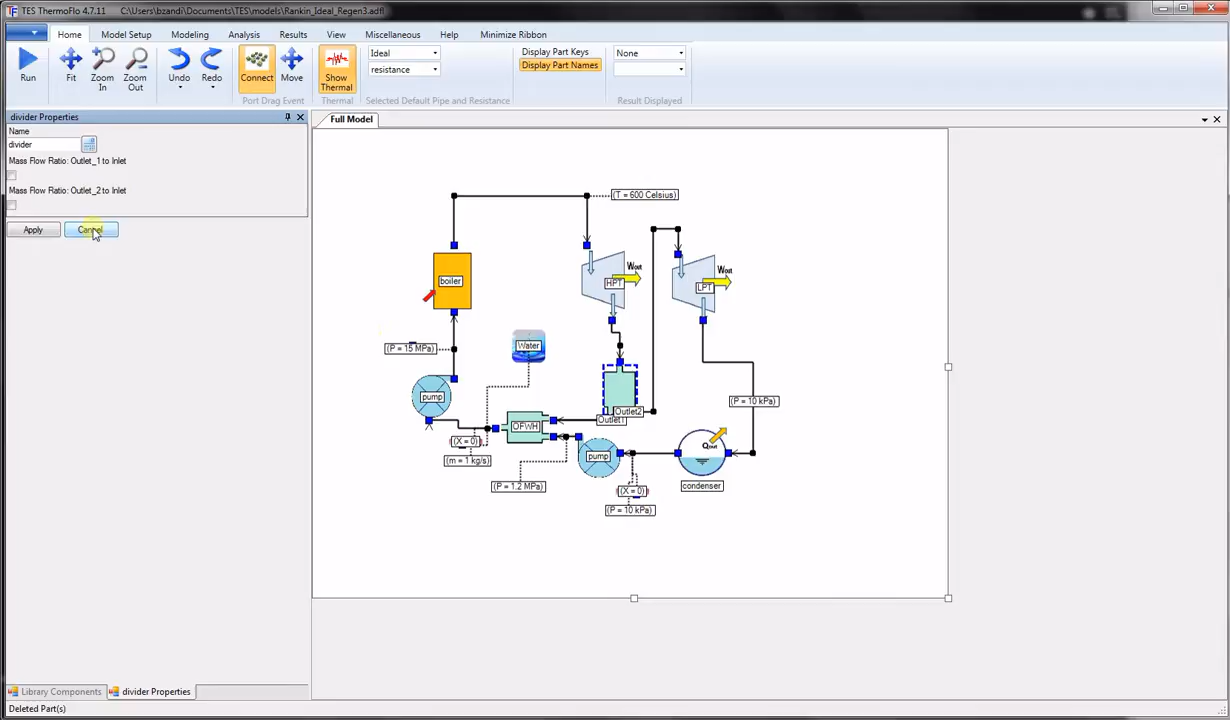 TES ThermoFlo 4.7.11 C:\Users\bzandi\Documents\TES\models\Rankin_Ideal_Regen3.adfl
Home Model Setup Modeling Analysis Results View Miscellaneous Help Minimize Ribbon
Run Fit Zoom In Zoom Out Undo Redo Connect Move Show Thermal Ideal resistance Display Part Keys Display Part Names None
Port Drag Event Thermal Selected Default Pipe and Resistance Result Displayed
divider Properties
Full Model
Name
divider
Mass Flow Ratio: Outlet_1 to Inlet
Mass Flow Ratio: Outlet_2 to Inlet
Apply Cancel
(T = 600 Celsius)
boiler
HPT
Wout
LPT
Wout
Water
(P = 15 MPa)
pump
Outlet2
Outlet1
(P = 10 kPa)
OFWH
(X = 0)
(m = 1 kg/s)
pump
Qout
condenser
(P = 1.2 MPa)
(X = 0)
(P = 10 kPa)
Library Components divider Properties
Deleted Part(s)